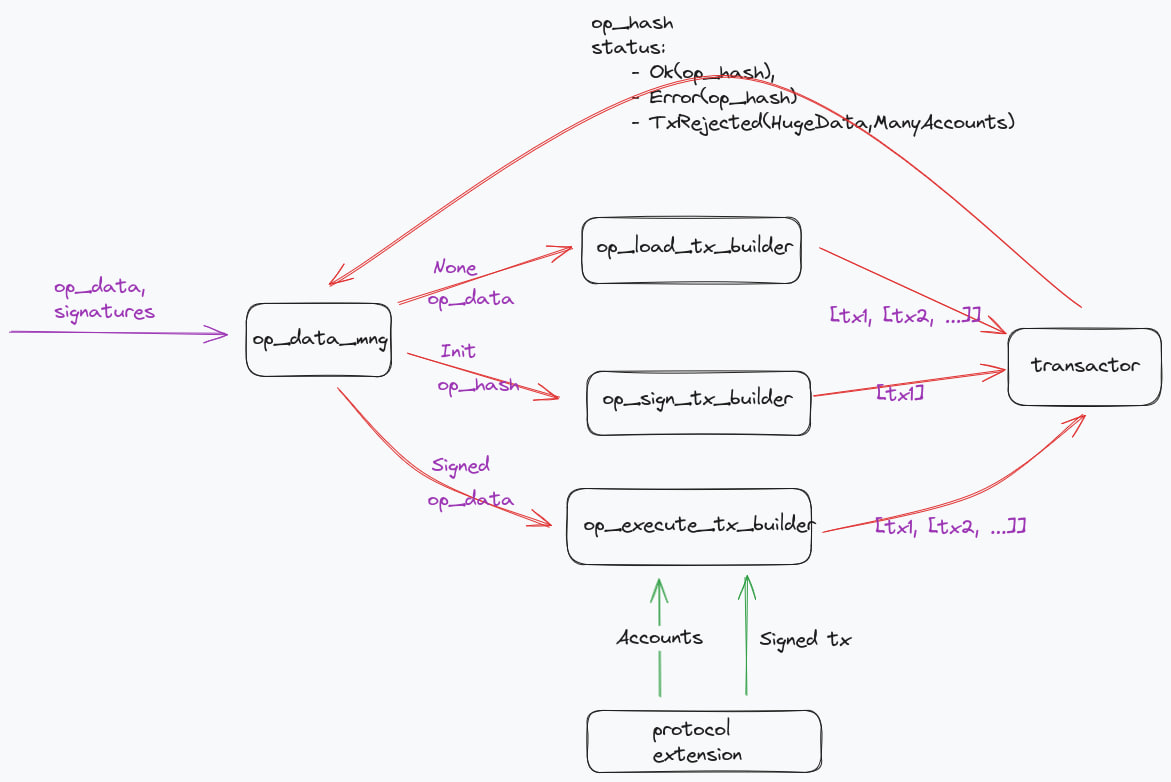 op_hash
status:
- Ok(op_hash),
- Error(op_hash)
- TxRejected(HugeData,ManyAccounts)
op_data,
signatures
op_data_mng
None
op_data
Init
op_hash
Signed
op_data
op_load_tx_builder
op_sign_tx_builder
op_execute_tx_builder
[tx1, [tx2, ...]]
[tx1]
[tx1, [tx2, ...]]
transactor
Accounts
Signed tx
protocol
extension